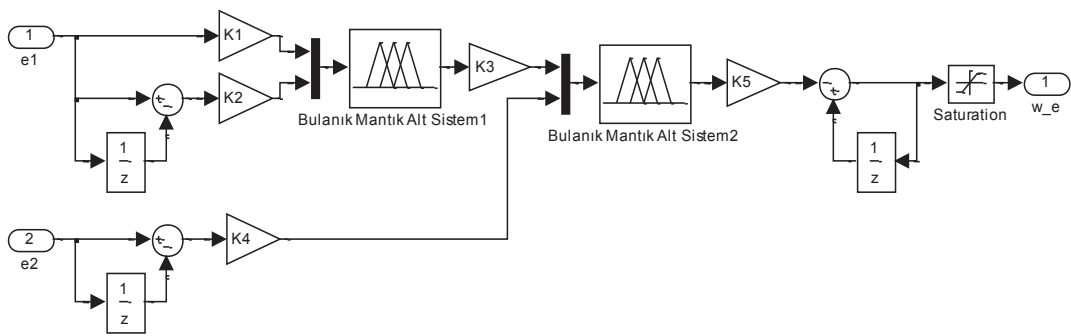 1
e1
K1
K2
1
z
Bulanık Mantık Alt Sistem1
K3
2
e2
K4
1
z
Bulanık Mantık Alt Sistem2
K5
1
z
Saturation
1
w_e